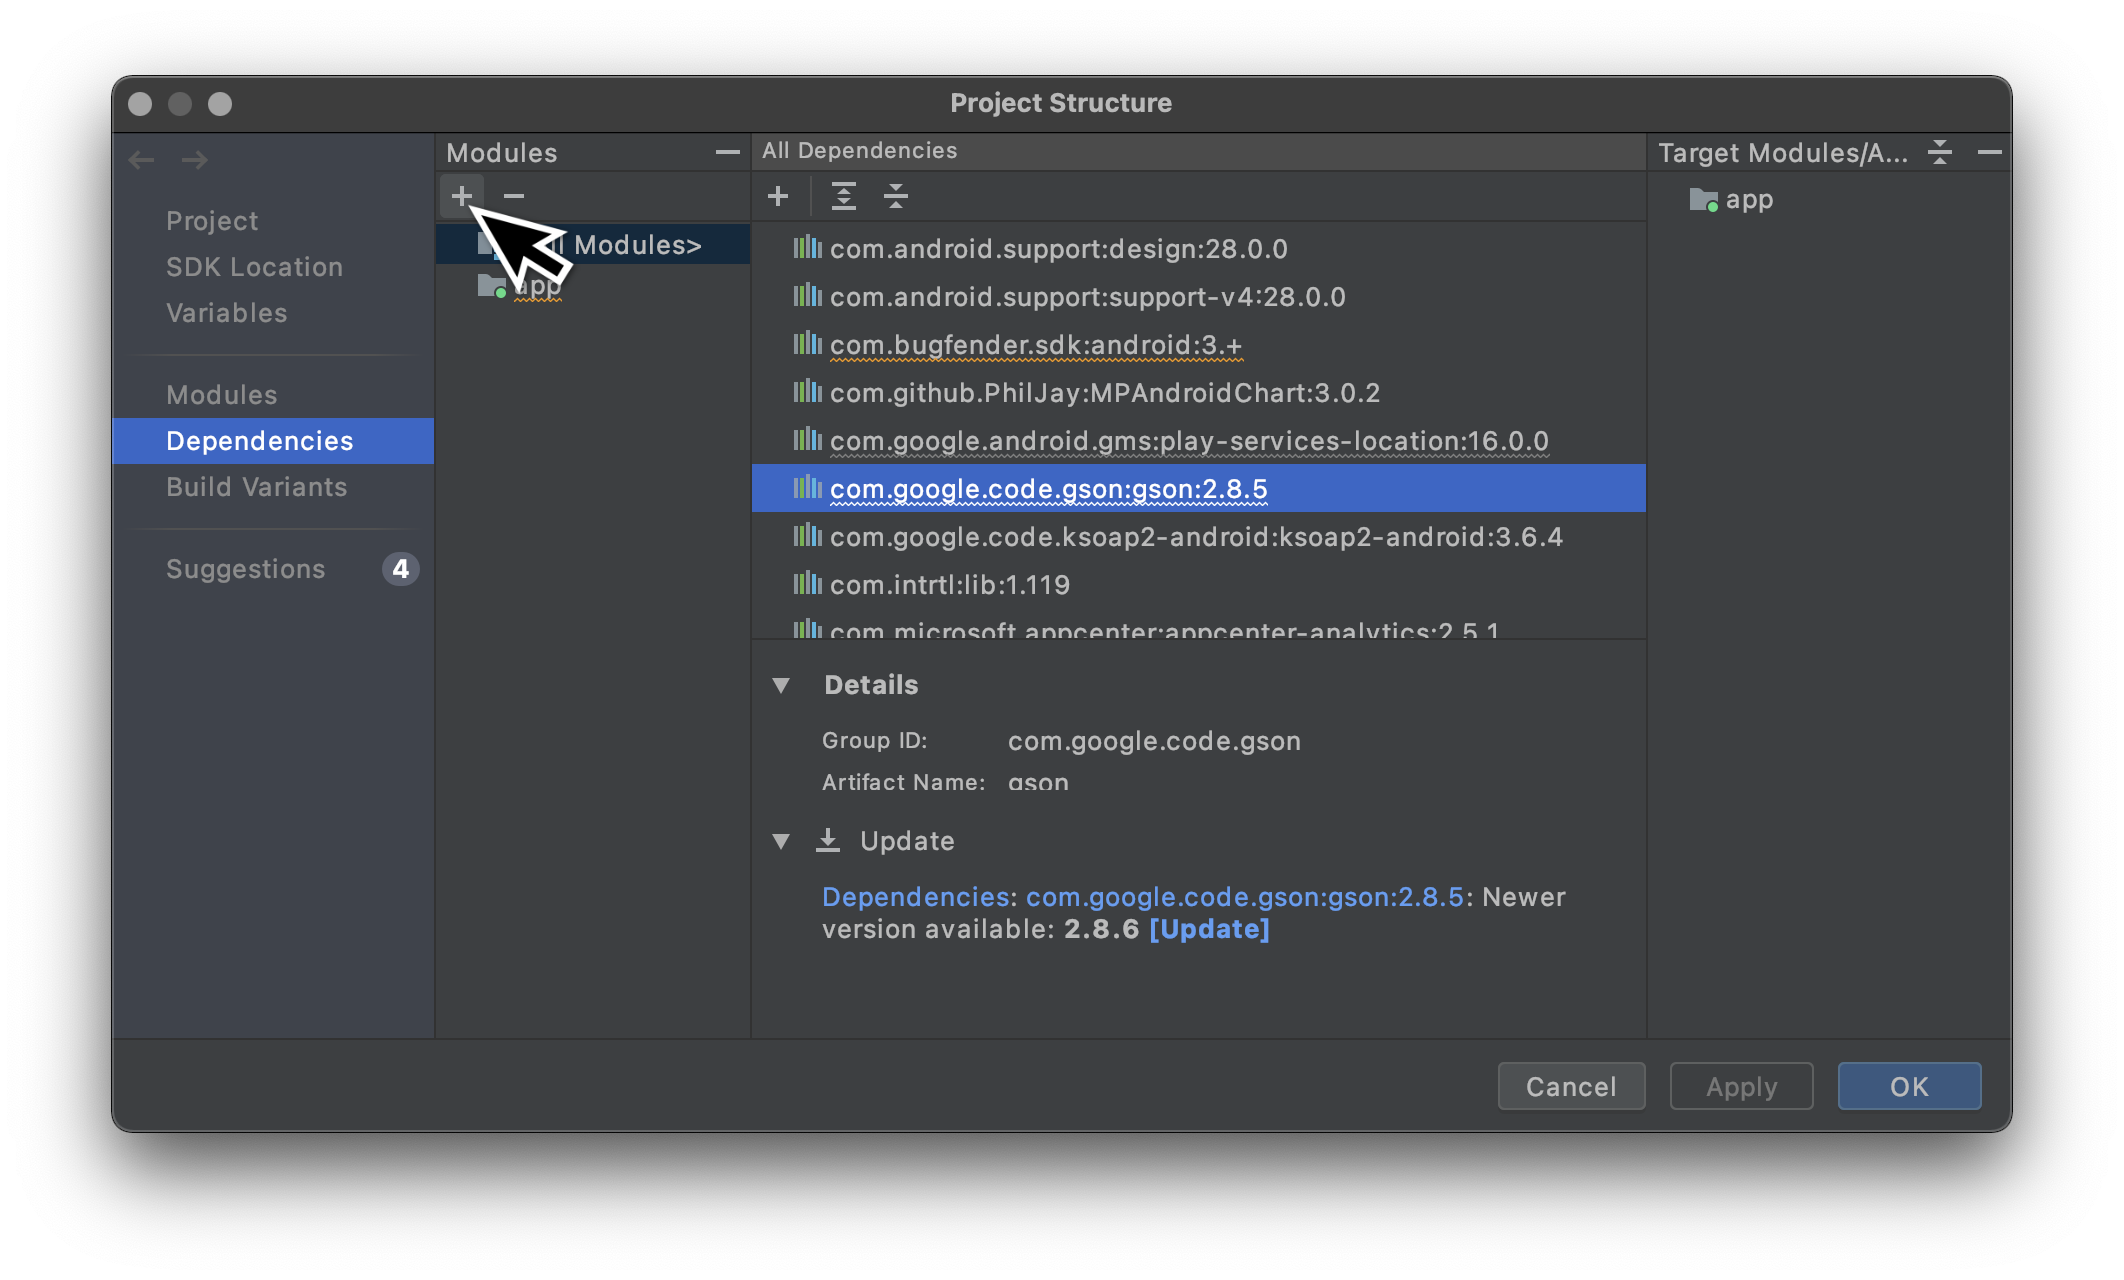 Project Structure
Project
SDK Location
Variables
Modules
Dependencies
Build Variants
Suggestions 4
Modules
Modules>
app
All Dependencies
com.android.support:design:28.0.0
com.android.support:support-v4:28.0.0
com.bugfender.sdk:android:3.+
com.github.PhilJay:MPAndroidChart:3.0.2
com.google.android.gms:play-services-location:16.0.0
com.google.code.gson:gson:2.8.5
com.google.code.ksoap2-android:ksoap2-android:3.6.4
com.intrtl:lib:1.119
com.microsoft.appcenter:appcenter-analytics:2.5.1
Details
Group ID: com.google.code.gson
Artifact Name: gson
Update
Dependencies: com.google.code.gson:gson:2.8.5: Newer
version available: 2.8.6 [Update]
Target Modules/A...
app
Cancel Apply OK